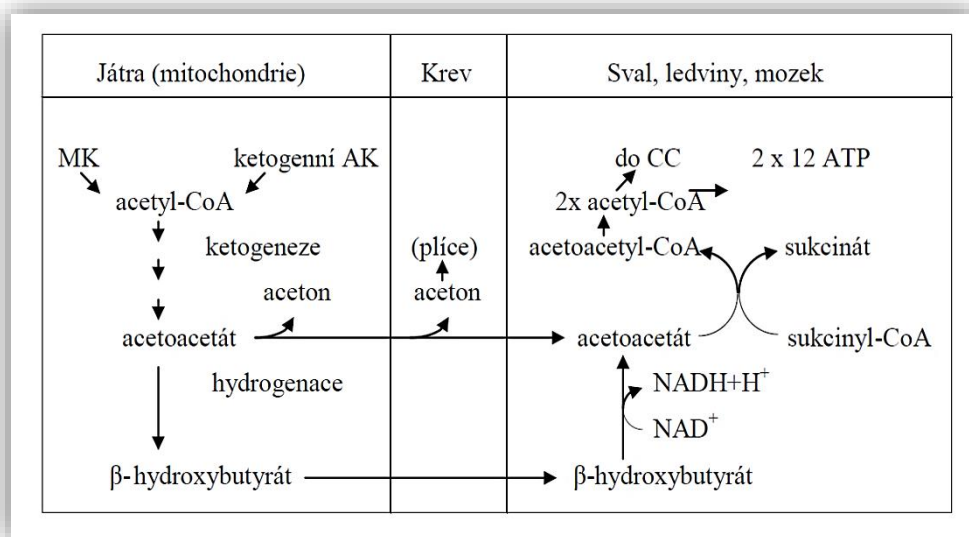 Játra (mitochondrie)
Krev
Sval, ledviny, mozek
MK
ketogenní AK
acetyl-CoA
ketogeneze
aceton
acetoacetát
hydrogenace
β-hydroxybutyrát
(plíce)
aceton
do CC
2 x 12 ATP
2x acetyl-CoA
acetoacetyl-CoA
sukcinát
acetoacetát
sukcinyl-CoA
NADH+H⁺
NAD⁺
β-hydroxybutyrát